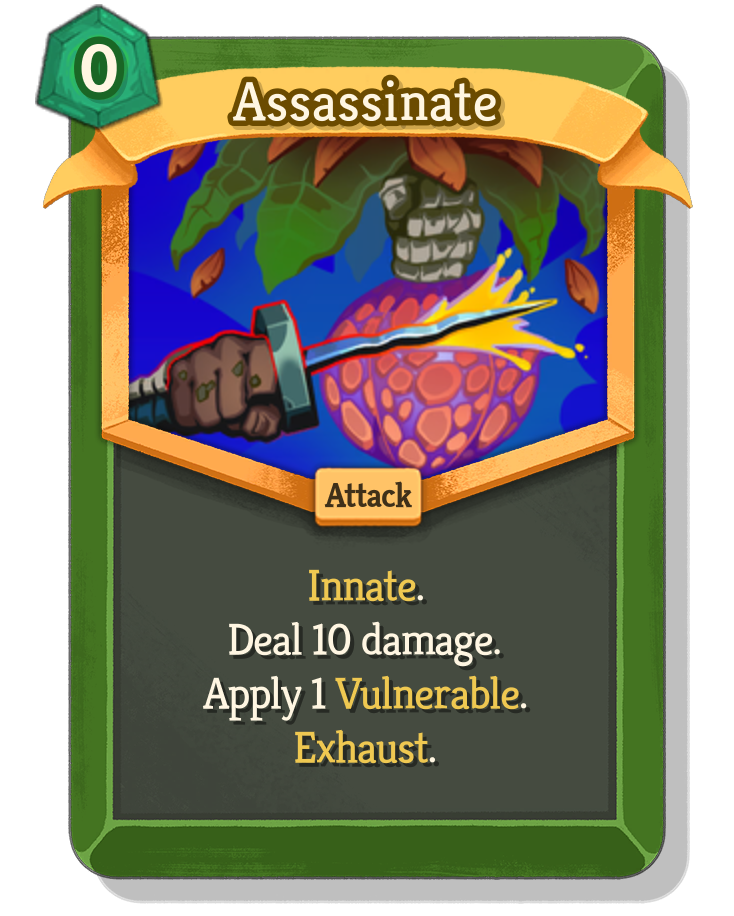 0
Assassinate
Attack
Innate.
Deal 10 damage.
Apply 1 Vulnerable.
Exhaust.